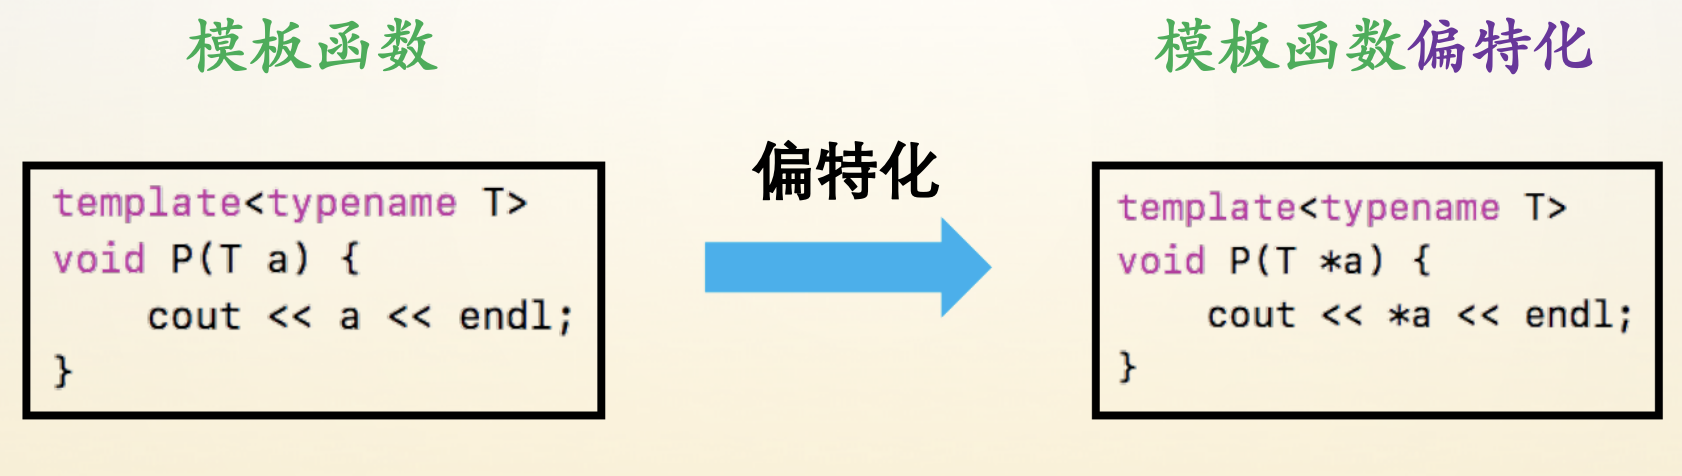 模板函数
模板函数偏特化
偏特化
template<typename T>
void P(T a) {
    cout << a << endl;
}
template<typename T>
void P(T *a) {
    cout << *a << endl;
}